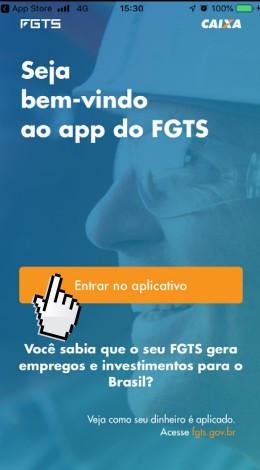 App Store 4G 15:30 100%
FGTS CAIXA
Seja
bem-vindo
ao app do FGTS
Entrar no aplicativo
Você sabia que o seu FGTS gera
empregos e investimentos para o
Brasil?
Veja como seu dinheiro é aplicado.
Acesse fgts.gov.br